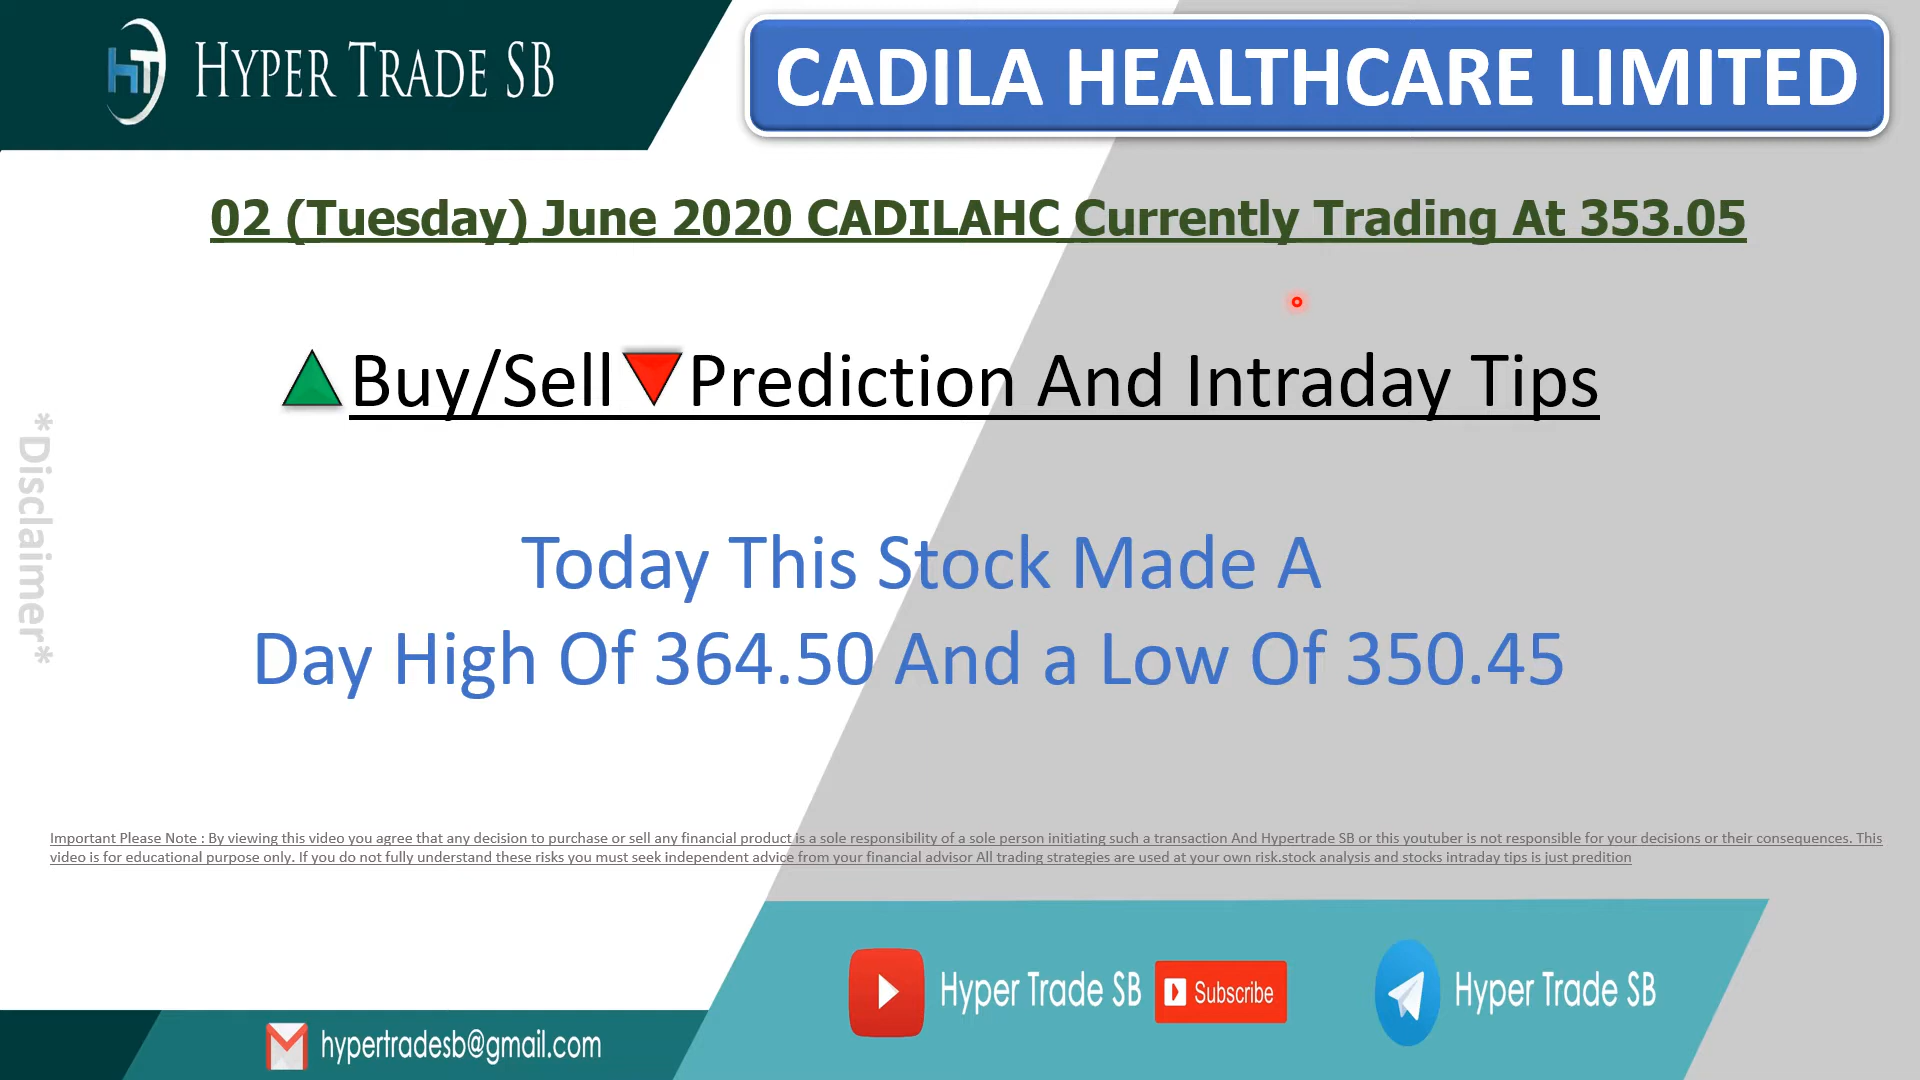 HT HYPER TRADE SB
CADILA HEALTHCARE LIMITED
02 (Tuesday) June 2020 CADILAHC Currently Trading At 353.05
Buy/Sell Prediction And Intraday Tips
*Disclaimer*
Today This Stock Made A
Day High Of 364.50 And a Low Of 350.45
Important Please Note : By viewing this video you agree that any decision to purchase or sell any financial product is a sole responsibility of a sole person initiating such a transaction And Hypertrade SB or this youtuber is not responsible for your decisions or their consequences. This
video is for educational purpose only. If you do not fully understand these risks you must seek independent advice from your financial advisor All trading strategies are used at your own risk.stock analysis and stocks intraday tips is just predition
Hyper Trade SB Subscribe Hyper Trade SB
hypertradesb@gmail.com